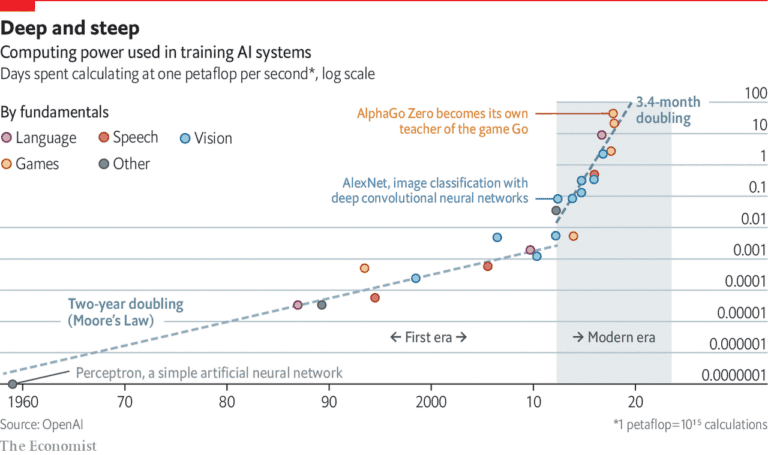 Deep and steep
Computing power used in training AI systems
Days spent calculating at one petaflop per second*, log scale
By fundamentals
Language
Speech
Vision
Games
Other
AlphaGo Zero becomes its own
teacher of the game Go
3.4-month
doubling
AlexNet, image classification with
deep convolutional neural networks
Two-year doubling
(Moore's Law)
← First era →
→ Modern era
Perceptron, a simple artificial neural network
100
10
1
0.1
0.01
0.001
0.0001
0.00001
0.000001
0.0000001
1960
70
80
90
2000
10
20
Source: OpenAI
*1 petaflop=10¹⁵ calculations
The Economist